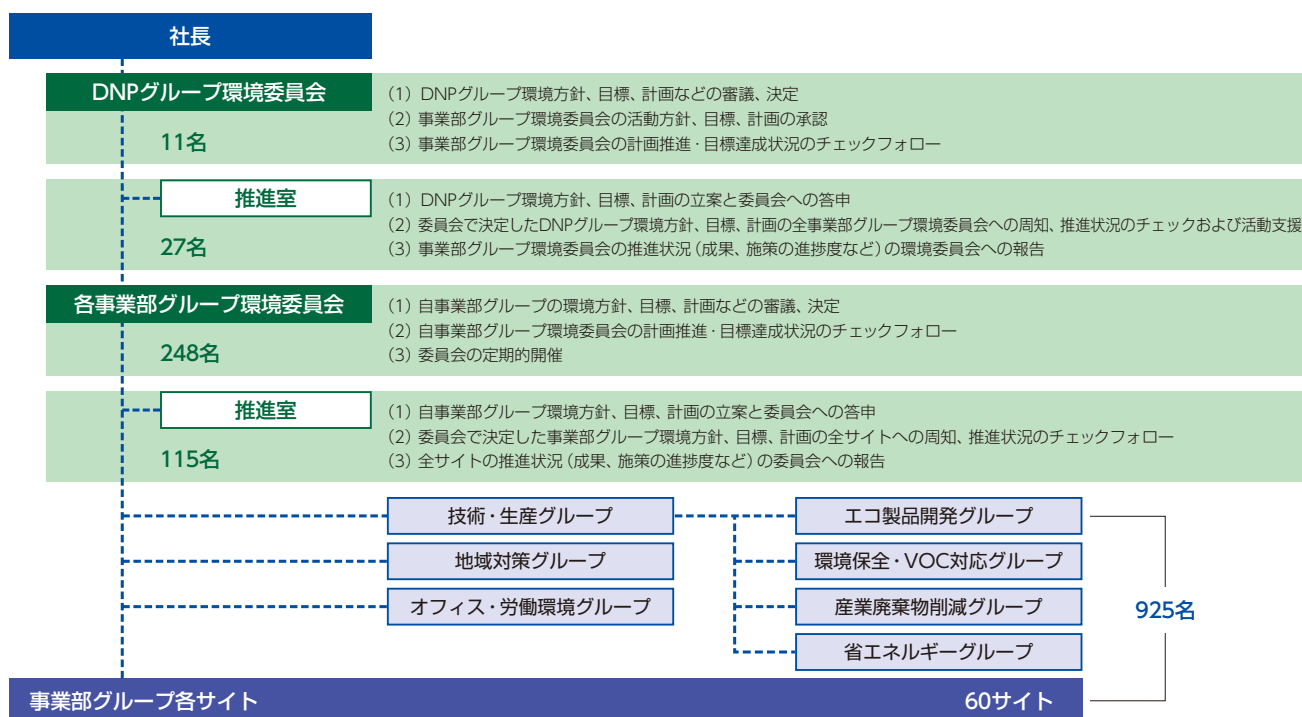 社長
DNPグループ環境委員会
11名
(1) DNPグループ環境方針、目標、計画などの審議、決定
(2) 事業部グループ環境委員会の活動方針、目標、計画の承認
(3) 事業部グループ環境委員会の計画推進・目標達成状況のチェックフォロー
推進室
27名
(1) DNPグループ環境方針、目標、計画の立案と委員会への答申
(2) 委員会で決定したDNPグループ環境方針、目標、計画の全事業部グループ環境委員会への周知、推進状況のチェックおよび活動支援
(3) 事業部グループ環境委員会の推進状況（成果、施策の進捗度など）の環境委員会への報告
各事業部グループ環境委員会
248名
(1) 自事業部グループの環境方針、目標、計画などの審議、決定
(2) 自事業部グループ環境委員会の計画推進・目標達成状況のチェックフォロー
(3) 委員会の定期的開催
推進室
115名
(1) 自事業部グループ環境方針、目標、計画の立案と委員会への答申
(2) 委員会で決定した事業部グループ環境方針、目標、計画の全サイトへの周知、推進状況のチェックフォロー
(3) 全サイトの推進状況（成果、施策の進捗度など）の委員会への報告
技術・生産グループ
エコ製品開発グループ
地域対策グループ
環境保全・VOC対応グループ
オフィス・労働環境グループ
産業廃棄物削減グループ
925名
省エネルギーグループ
事業部グループ各サイト
60サイト